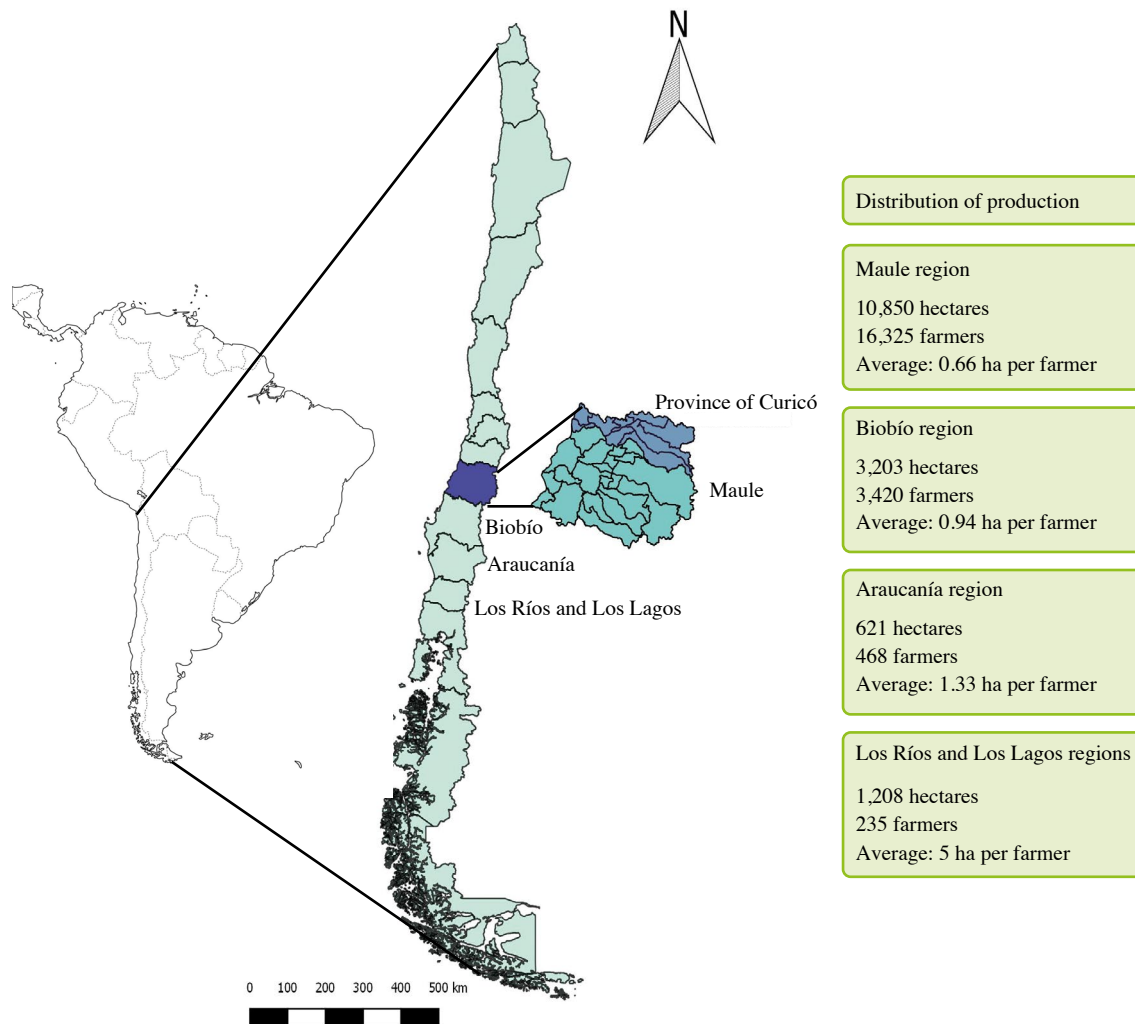 N
Distribution of production
Maule region
10,850 hectares
16,325 farmers
Average: 0.66 ha per farmer
Province of Curicó
Maule
Biobío region
3,203 hectares
3,420 farmers
Average: 0.94 ha per farmer
Biobío
Araucanía
Los Ríos and Los Lagos
Araucanía region
621 hectares
468 farmers
Average: 1.33 ha per farmer
Los Ríos and Los Lagos regions
1,208 hectares
235 farmers
Average: 5 ha per farmer
0 100 200 300 400 500 km